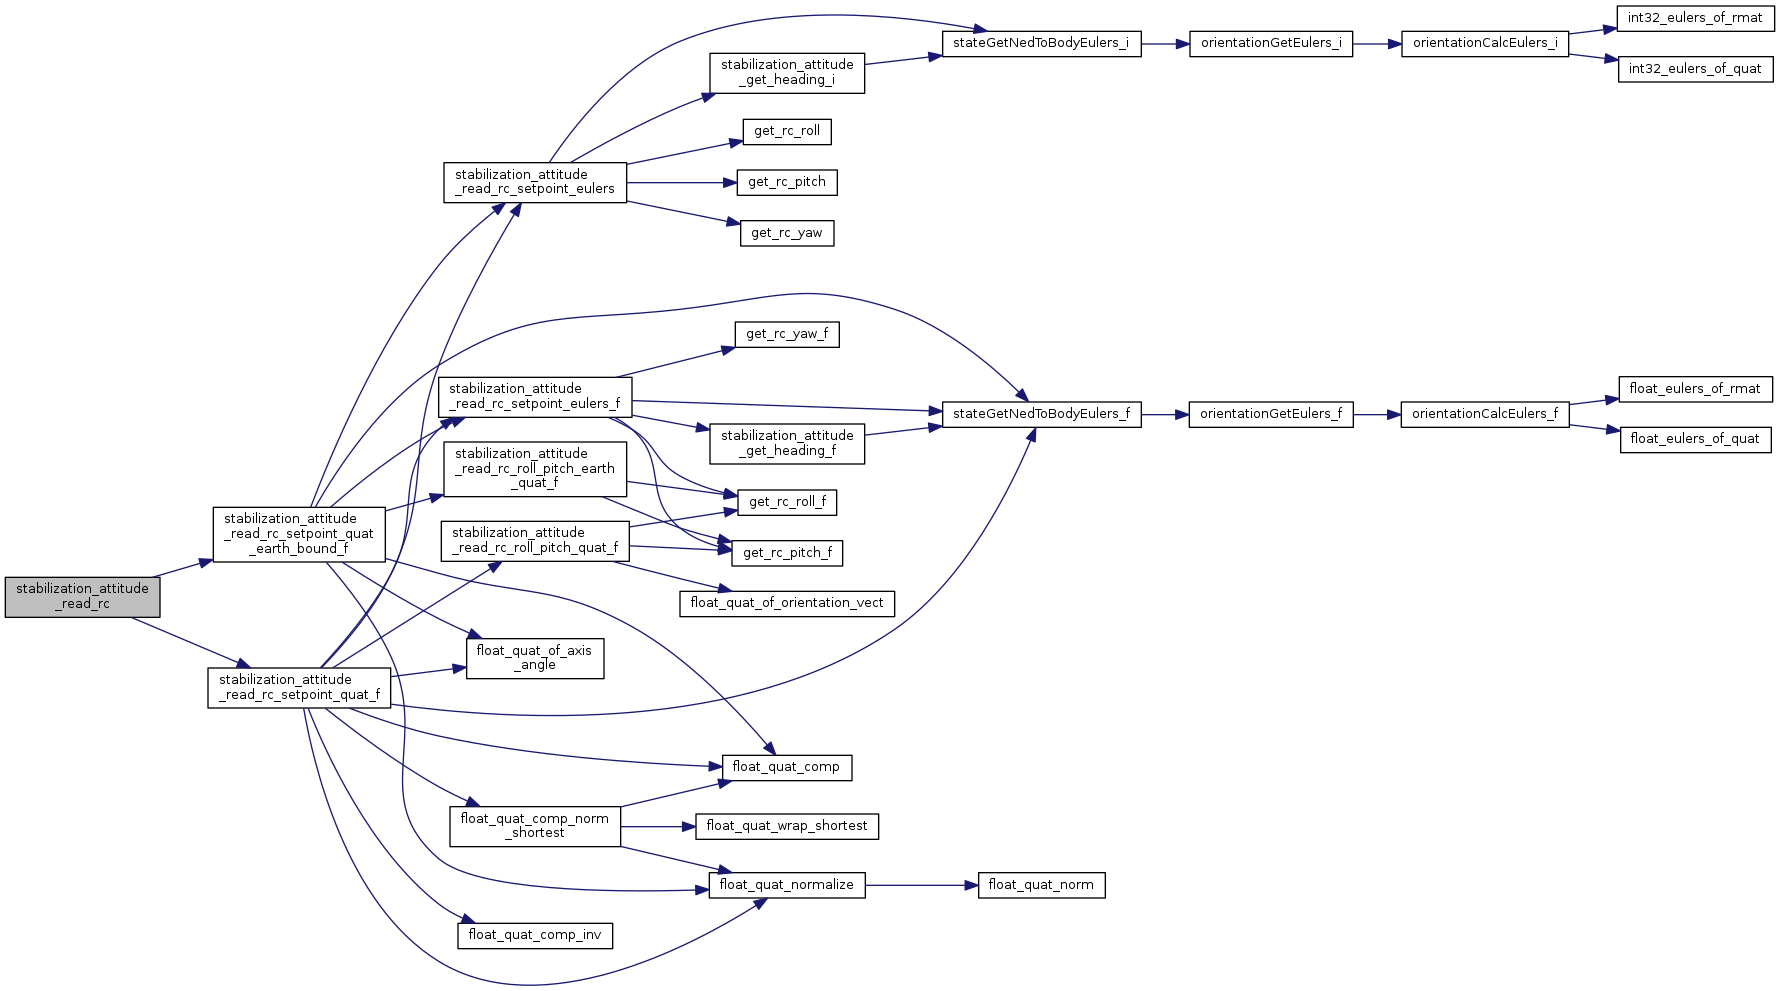 stabilization_attitude
_read_rc
stabilization_attitude
_read_rc_setpoint_quat
_earth_bound_f
stabilization_attitude
_read_rc_setpoint_quat_f
stabilization_attitude
_read_rc_setpoint_eulers
stabilization_attitude
_read_rc_setpoint_eulers_f
stabilization_attitude
_read_rc_roll_pitch_earth
_quat_f
stabilization_attitude
_read_rc_roll_pitch_quat_f
float_quat_of_axis
_angle
float_quat_comp_norm
_shortest
float_quat_comp_inv
stabilization_attitude
_get_heading_i
get_rc_roll
get_rc_pitch
get_rc_yaw
get_rc_yaw_f
stabilization_attitude
_get_heading_f
get_rc_roll_f
get_rc_pitch_f
float_quat_of_orientation_vect
float_quat_comp
float_quat_wrap_shortest
float_quat_normalize
stateGetNedToBodyEulers_i
stateGetNedToBodyEulers_f
float_quat_norm
orientationGetEulers_i
orientationGetEulers_f
orientationCalcEulers_i
orientationCalcEulers_f
int32_eulers_of_rmat
int32_eulers_of_quat
float_eulers_of_rmat
float_eulers_of_quat